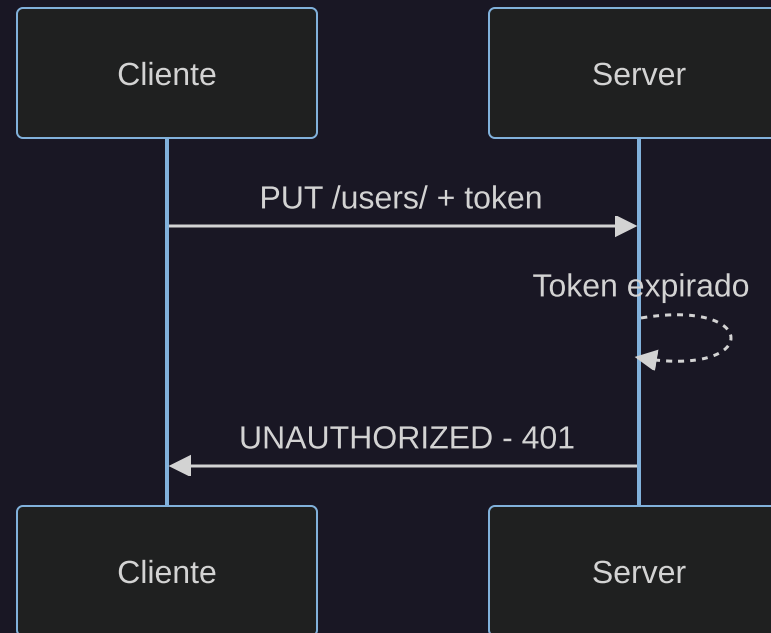 Cliente
Server
PUT /users/ + token
Token expirado
UNAUTHORIZED - 401
Cliente
Server